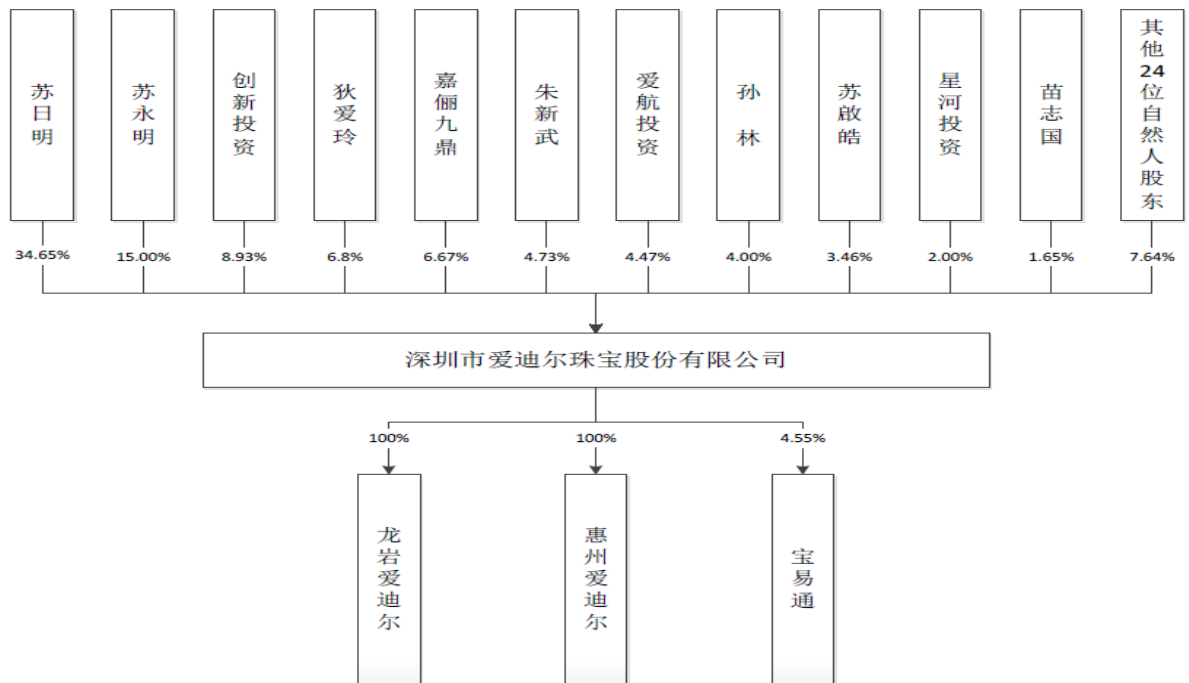 苏日明
苏永明
创新投资
狄爱玲
嘉俪九鼎
朱新武
爱航投资
孙林
苏啟皓
星河投资
苗志国
其他24位自然人股东
34.65%
15.00%
8.93%
6.8%
6.67%
4.73%
4.47%
4.00%
3.46%
2.00%
1.65%
7.64%
深圳市爱迪尔珠宝股份有限公司
100%
100%
4.55%
龙岩爱迪尔
惠州爱迪尔
宝易通